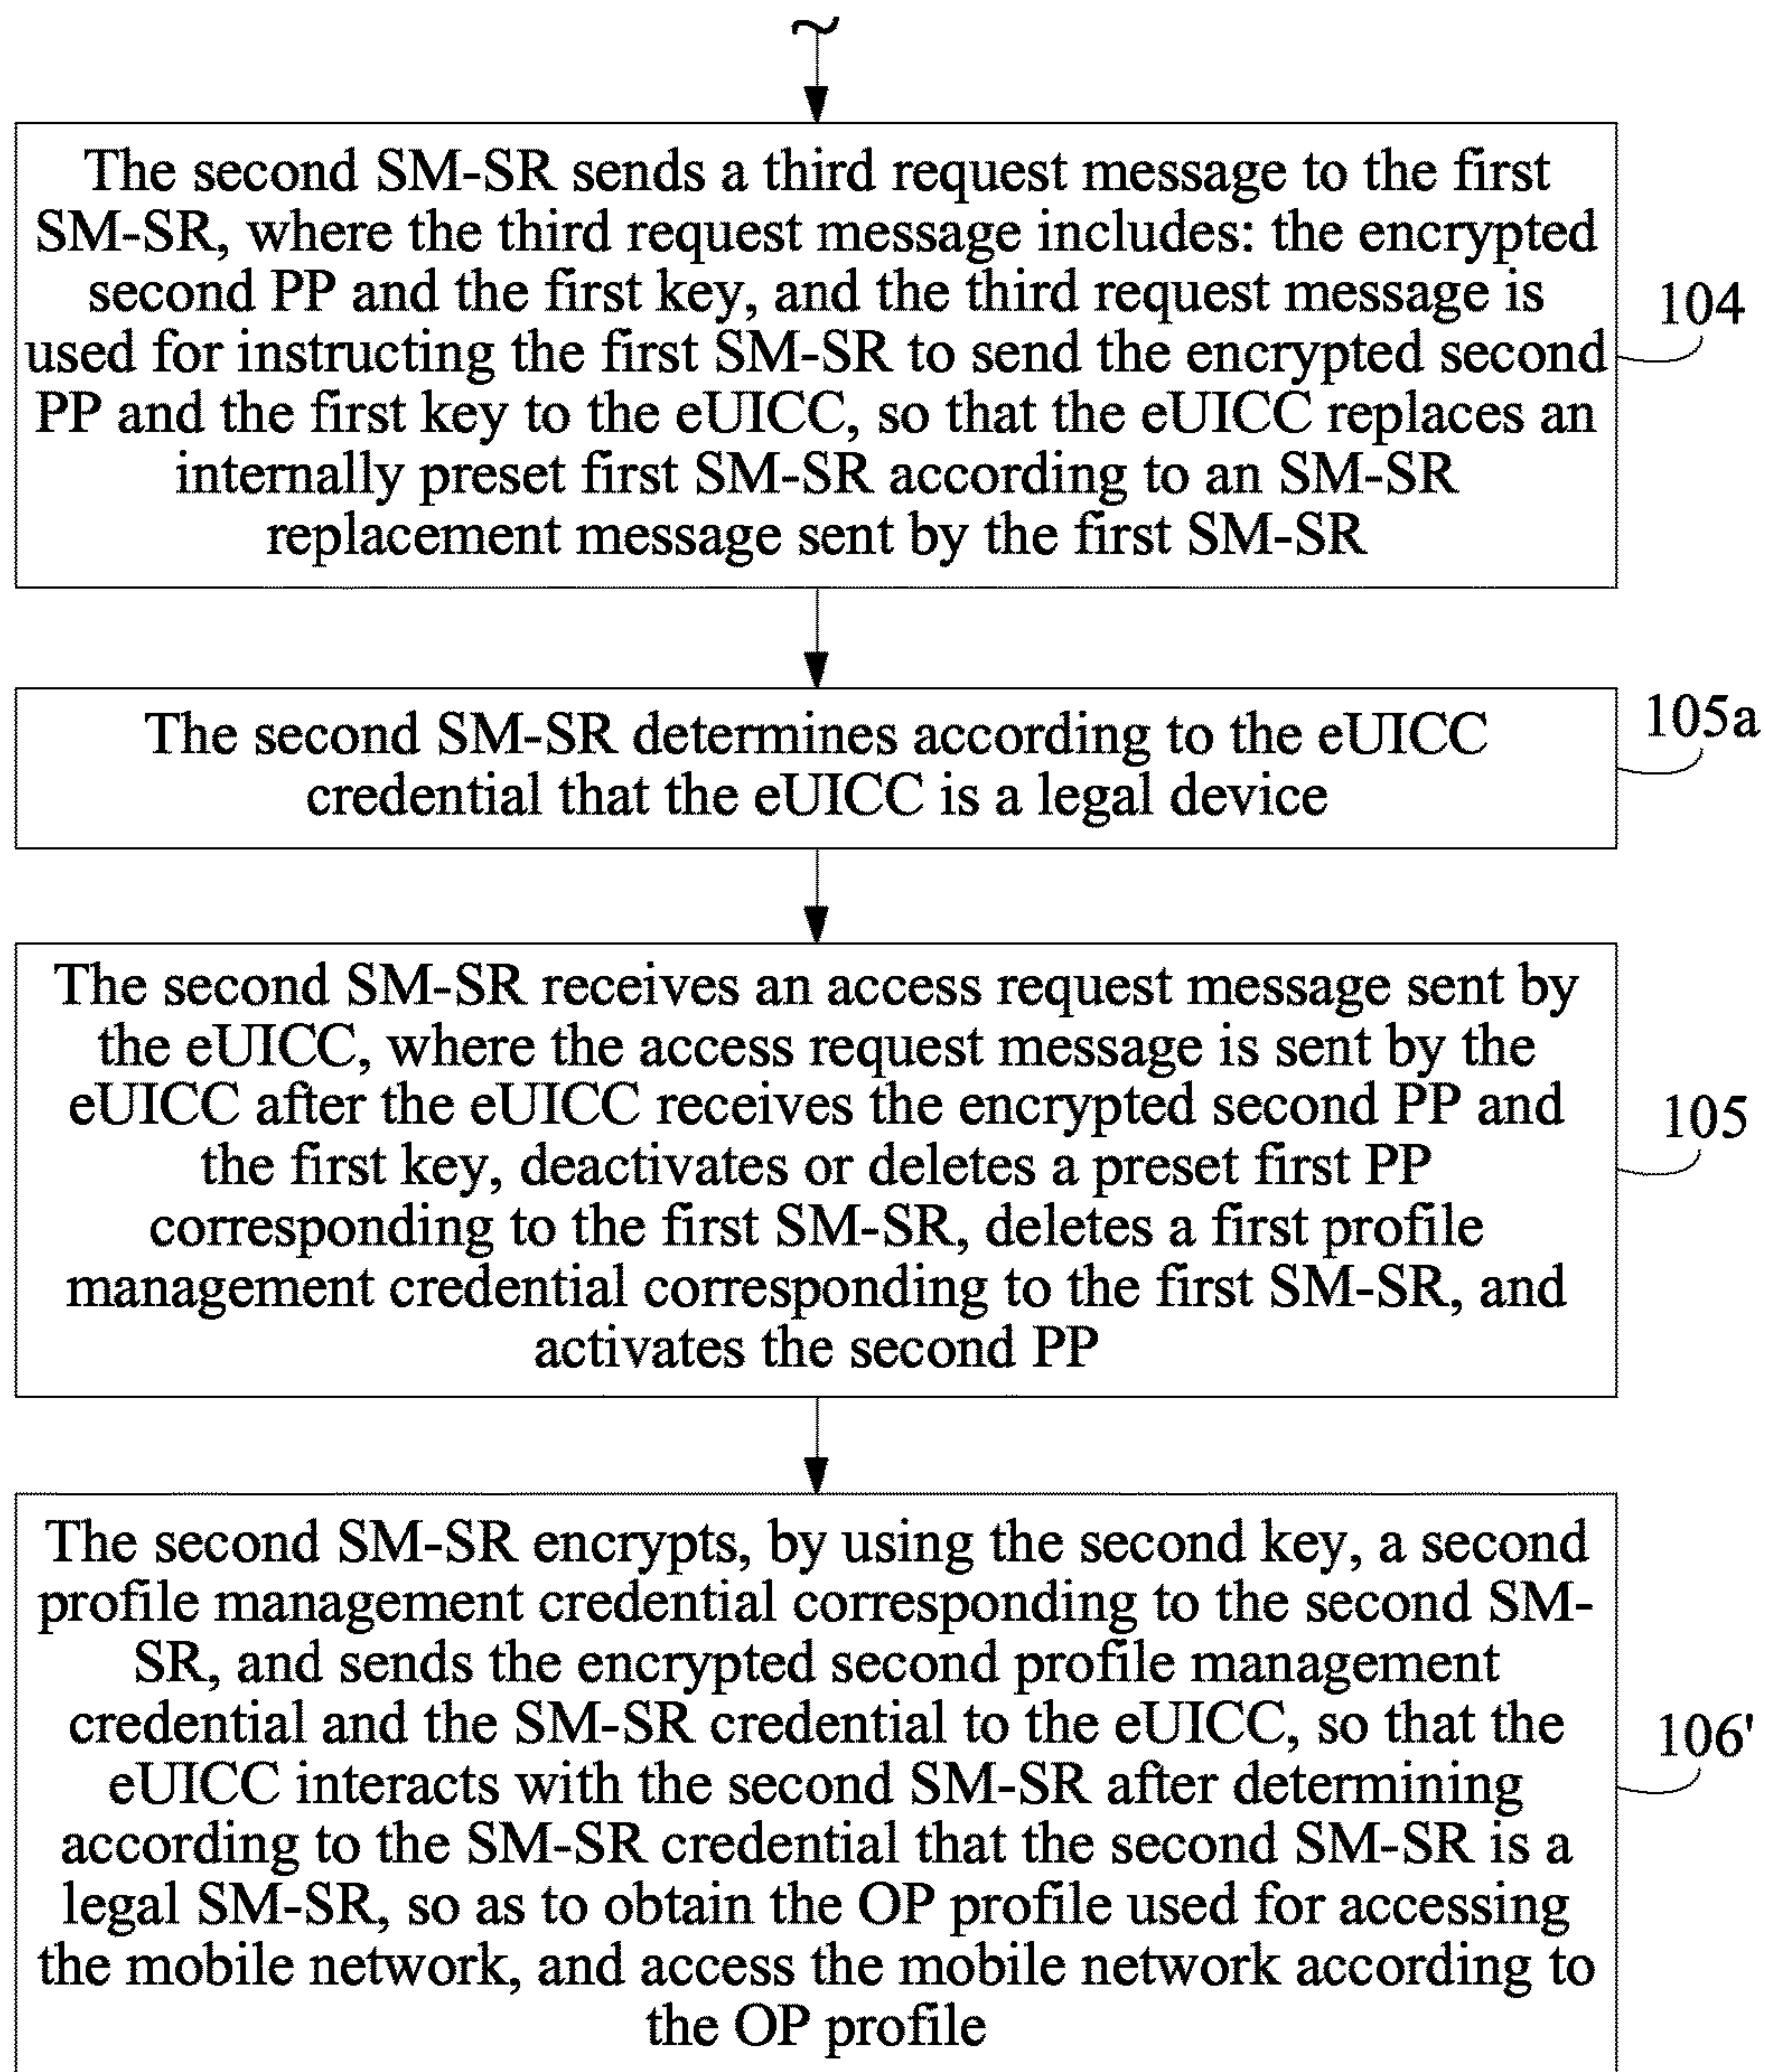 The second SM-SR sends a third request message to the first
SM-SR, where the third request message includes: the encrypted
second PP and the first key, and the third request message is
used for instructing the first SM-SR to send the encrypted second
PP and the first key to the eUICC, so that the eUICC replaces an
internally preset first SM-SR according to an SM-SR
replacement message sent by the first SM-SR
104
The second SM-SR determines according to the eUICC
credential that the eUICC is a legal device
105a
The second SM-SR receives an access request message sent by
the eUICC, where the access request message is sent by the
eUICC after the eUICC receives the encrypted second PP and
the first key, deactivates or deletes a preset first PP
corresponding to the first SM-SR, deletes a first profile
management credential corresponding to the first SM-SR, and
activates the second PP
105
The second SM-SR encrypts, by using the second key, a second
profile management credential corresponding to the second SM-
SR, and sends the encrypted second profile management
credential and the SM-SR credential to the eUICC, so that the
eUICC interacts with the second SM-SR after determining
according to the SM-SR credential that the second SM-SR is a
legal SM-SR, so as to obtain the OP profile used for accessing
the mobile network, and access the mobile network according to
the OP profile
106'